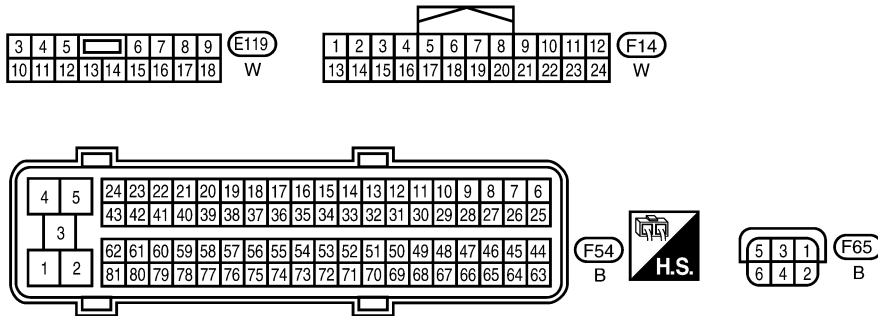 3 4 5 6 7 8 9 E119
10 11 12 13 14 15 16 17 18 W
1 2 3 4 5 6 7 8 9 10 11 12 F14
13 14 15 16 17 18 19 20 21 22 23 24 W
4 5 24 23 22 21 20 19 18 17 16 15 14 13 12 11 10 9 8 7 6
43 42 41 40 39 38 37 36 35 34 33 32 31 30 29 28 27 26 25
3
1 2 62 61 60 59 58 57 56 55 54 53 52 51 50 49 48 47 46 45 44
81 80 79 78 77 76 75 74 73 72 71 70 69 68 67 66 65 64 63
F54
B
H.S.
5 3 1 F65
6 4 2 B